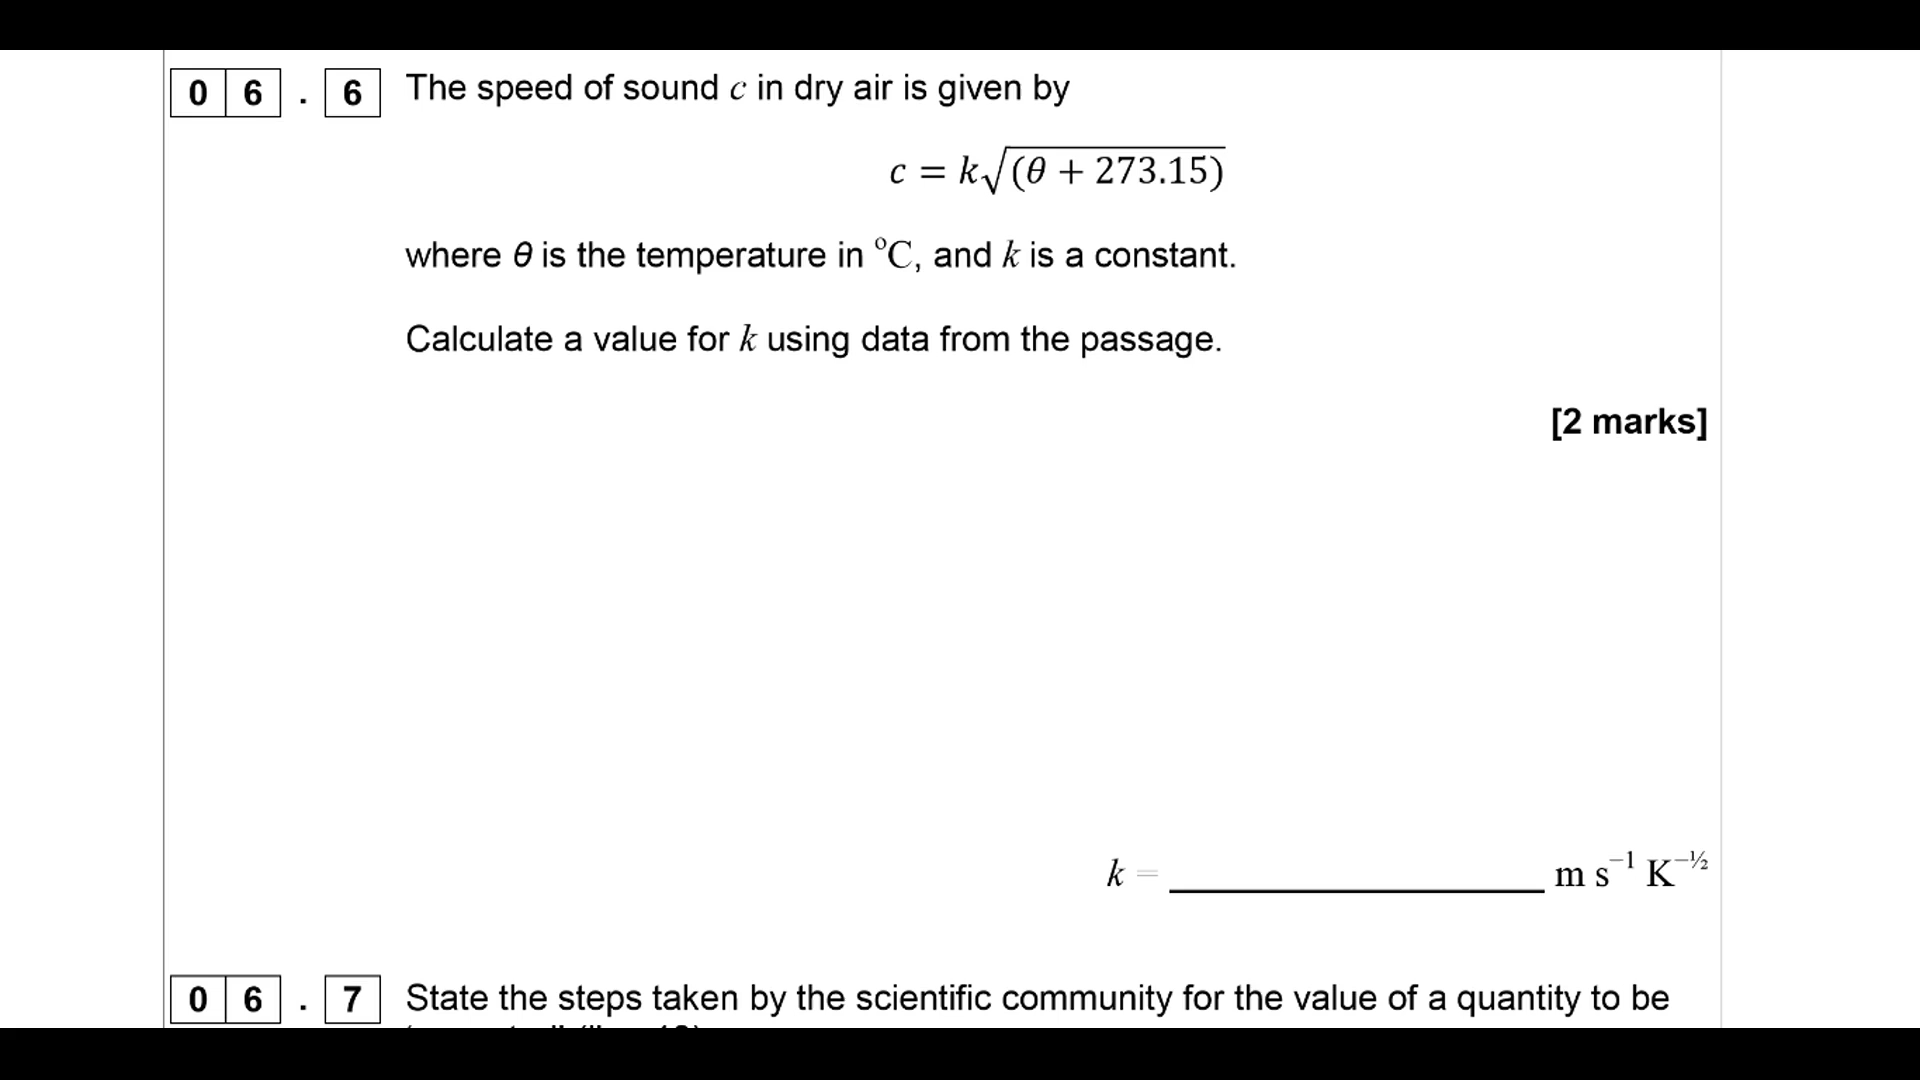 0 6 . 6 The speed of sound c in dry air is given by
c = k√(θ + 273.15)
where θ is the temperature in °C, and k is a constant.
Calculate a value for k using data from the passage.
[2 marks]
k = ____________ m s⁻¹ K⁻½
0 6 . 7 State the steps taken by the scientific community for the value of a quantity to be